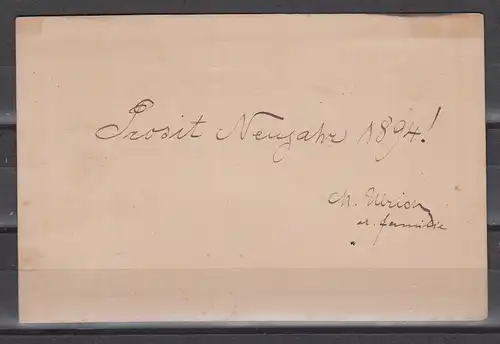 Prosit Neujahr 1894!
M. Ulrich
u. familie